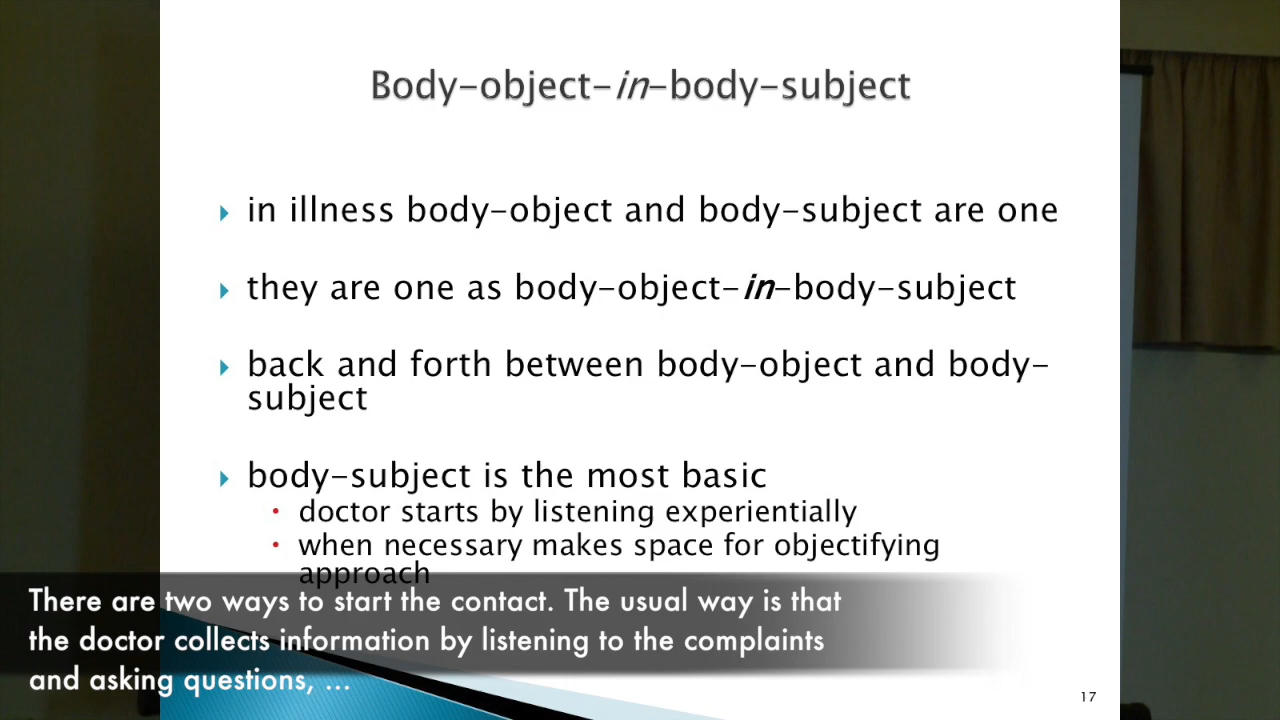 Body-object-in-body-subject
in illness body-object and body-subject are one
they are one as body-object-in-body-subject
back and forth between body-object and body-
subject
body-subject is the most basic
doctor starts by listening experientially
when necessary makes space for objectifying
approach
There are two ways to start the contact. The usual way is that
the doctor collects information by listening to the complaints
and asking questions, ...
17